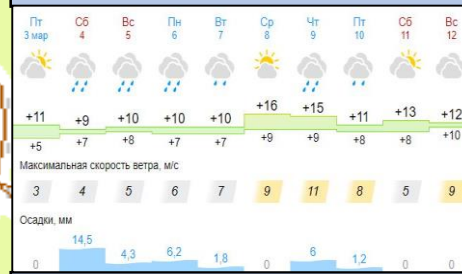 Пт Сб Вс Пн Вт Ср Чт Пт Сб Вс
3 мар 4 5 6 7 8 9 10 11 12
+11 +9 +10 +10 +10 +16 +15 +11 +13 +12
+5 +7 +8 +7 +7 +9 +9 +8 +8 +10
Максимальная скорость ветра, м/с
3 4 5 6 7 9 11 8 5 9
Осадки, мм
0 14,5 4,3 6,2 1,8 0 6 1,2 0 0